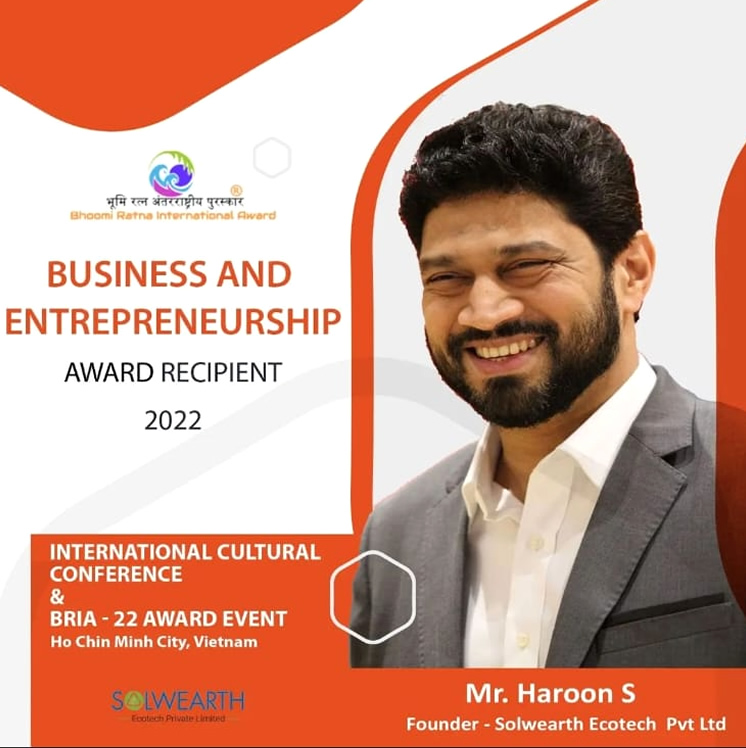 ®
भूमि रत्न अंतरराष्ट्रीय पुरस्कार
Bhoomi Ratna International Award
BUSINESS AND
ENTREPRENEURSHIP
AWARD RECIPIENT
2022
INTERNATIONAL CULTURAL
CONFERENCE
&
BRIA - 22 AWARD EVENT
Ho Chin Minh City, Vietnam
SOLWEARTH
Ecotech Private Limited
Mr. Haroon S
Founder - Solwearth Ecotech Pvt Ltd